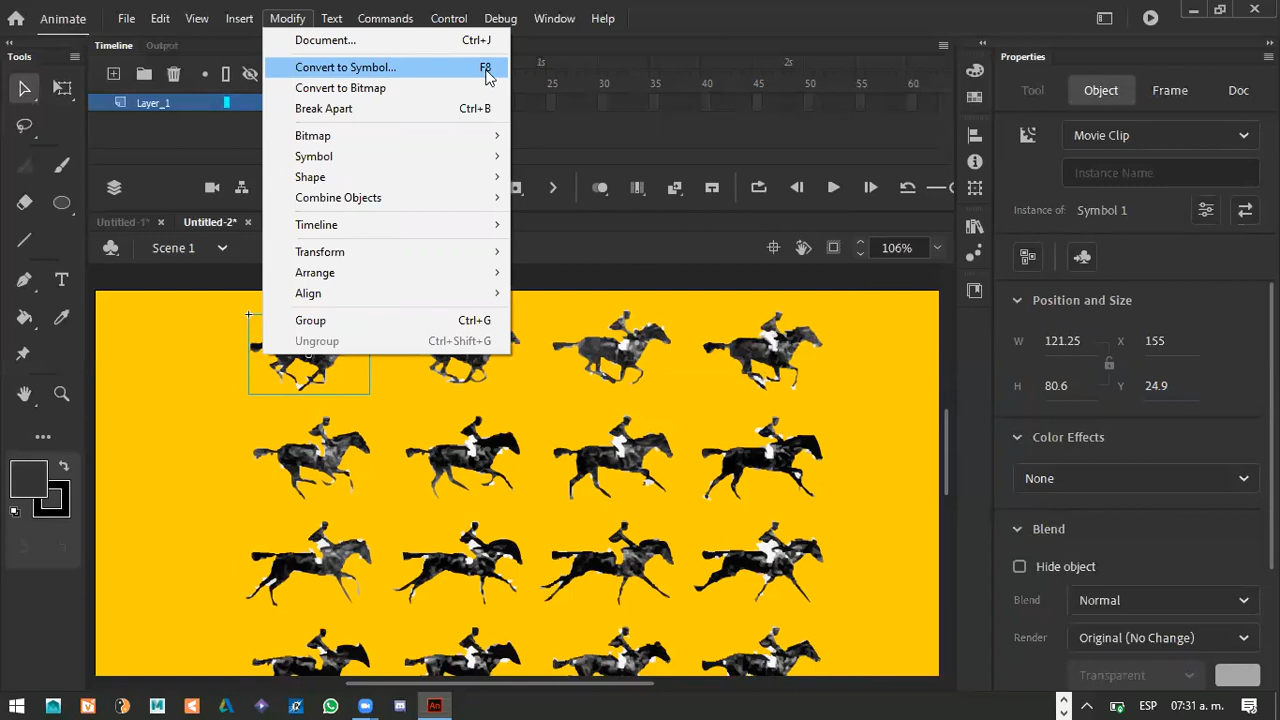 Animate File Edit View Insert Modify Text Commands Control Debug Window Help
Timeline Output
Document... Ctrl+J
Convert to Symbol... F8
Convert to Bitmap
Break Apart Ctrl+B
Bitmap
Symbol
Shape
Combine Objects
Timeline
Transform
Arrange
Align
Group Ctrl+G
Ungroup Ctrl+Shift+G
1s 2s
25 30 35 40 45 50 55 60
Layer_1
Untitled-1* Untitled-2*
Scene 1
106%
Tools
Properties
Tool Object Frame Doc
Movie Clip
Instance Name
Instance of: Symbol 1
Position and Size
W 121.25 X 155
H 80.6 Y 24.9
Color Effects
None
Blend
Hide object
Blend Normal
Render Original (No Change)
Transparent
An ESP 07:31 a. m.